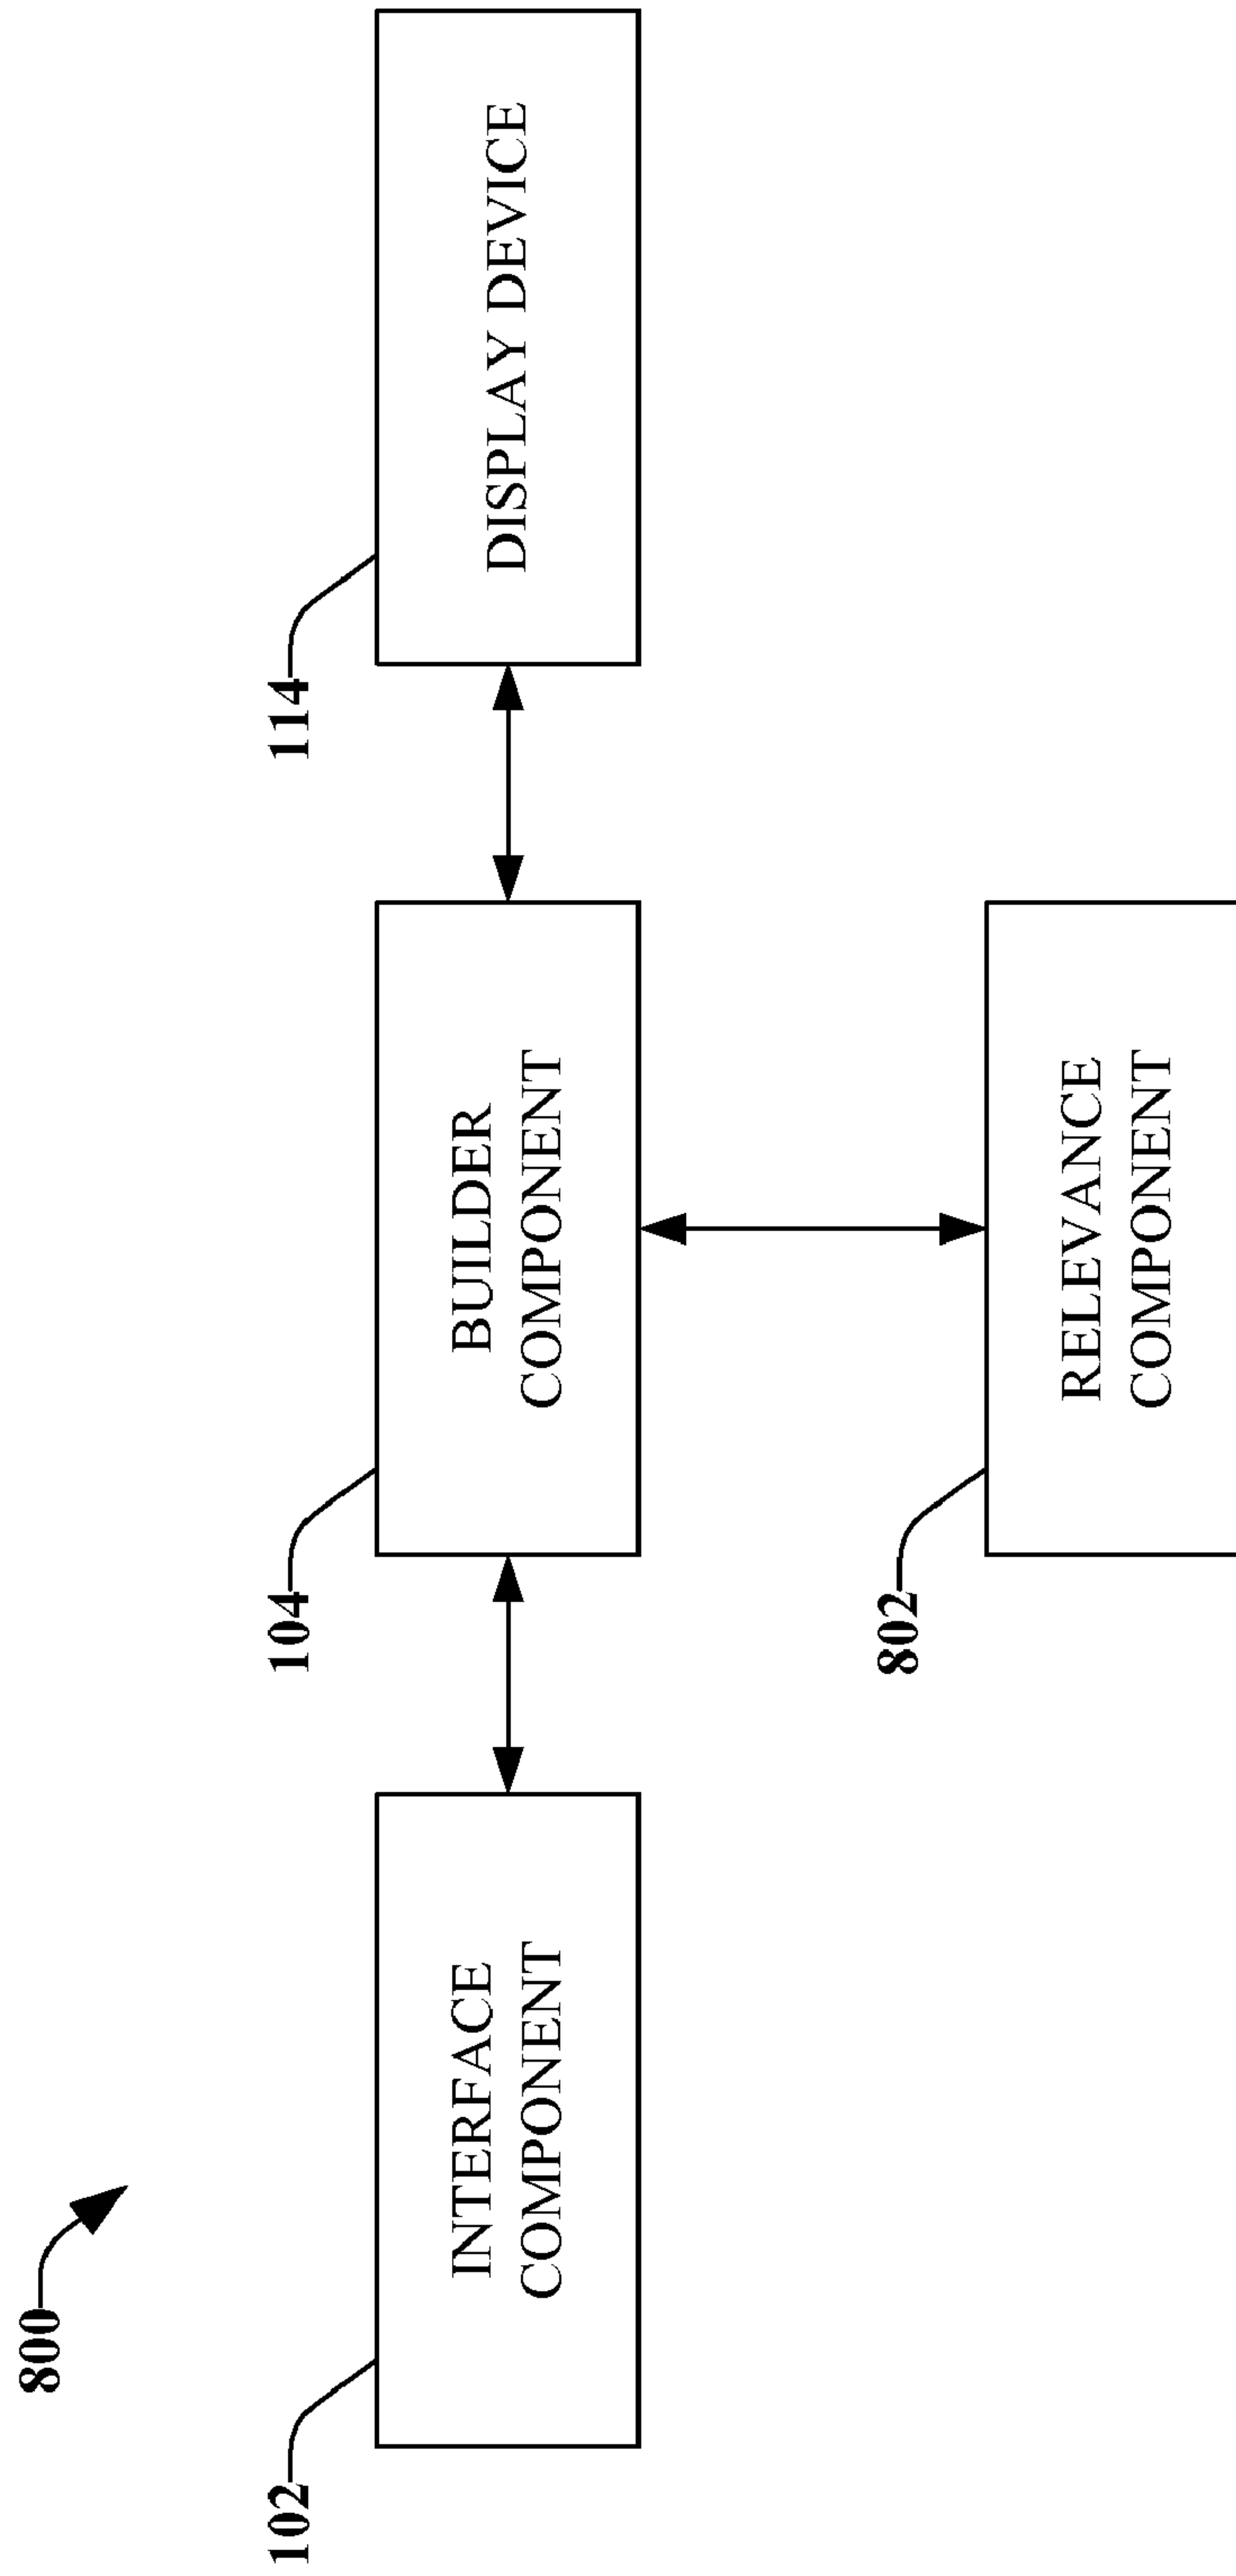 800
102
INTERFACE
COMPONENT
104
BUILDER
COMPONENT
114
DISPLAY DEVICE
802
RELEVANCE
COMPONENT